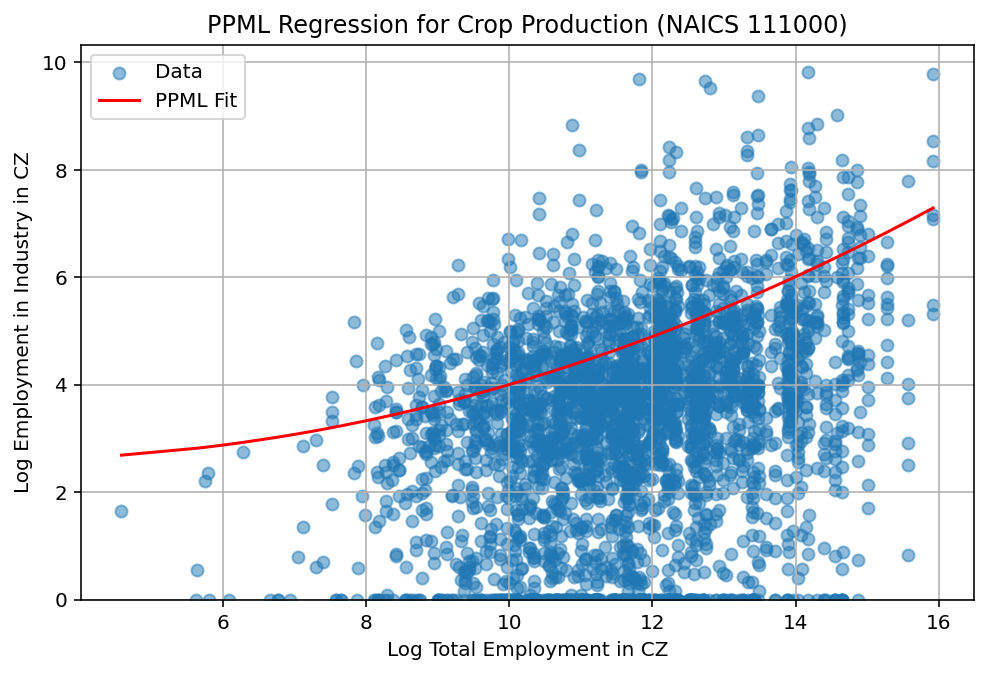 PPML Regression for Crop Production (NAICS 111000)
Data
PPML Fit
Log Employment in Industry in CZ
10
8
6
4
2
0
6 8 10 12 14 16
Log Total Employment in CZ